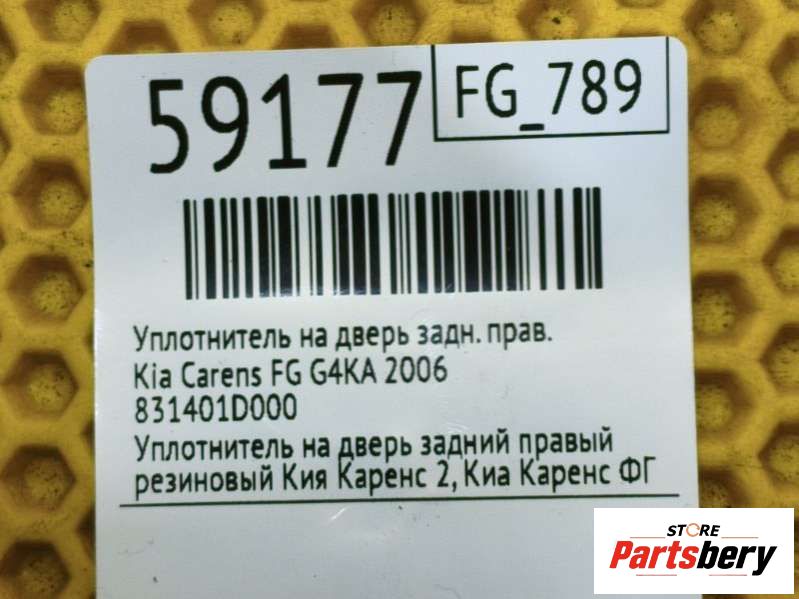 59177
FG_789
Уплотнитель на дверь задн. прав.
Kia Carens FG G4KA 2006
831401D000
Уплотнитель на дверь задний правый
резиновый Кия Каренс 2, Киа Каренс ФГ
STORE
Partsbery